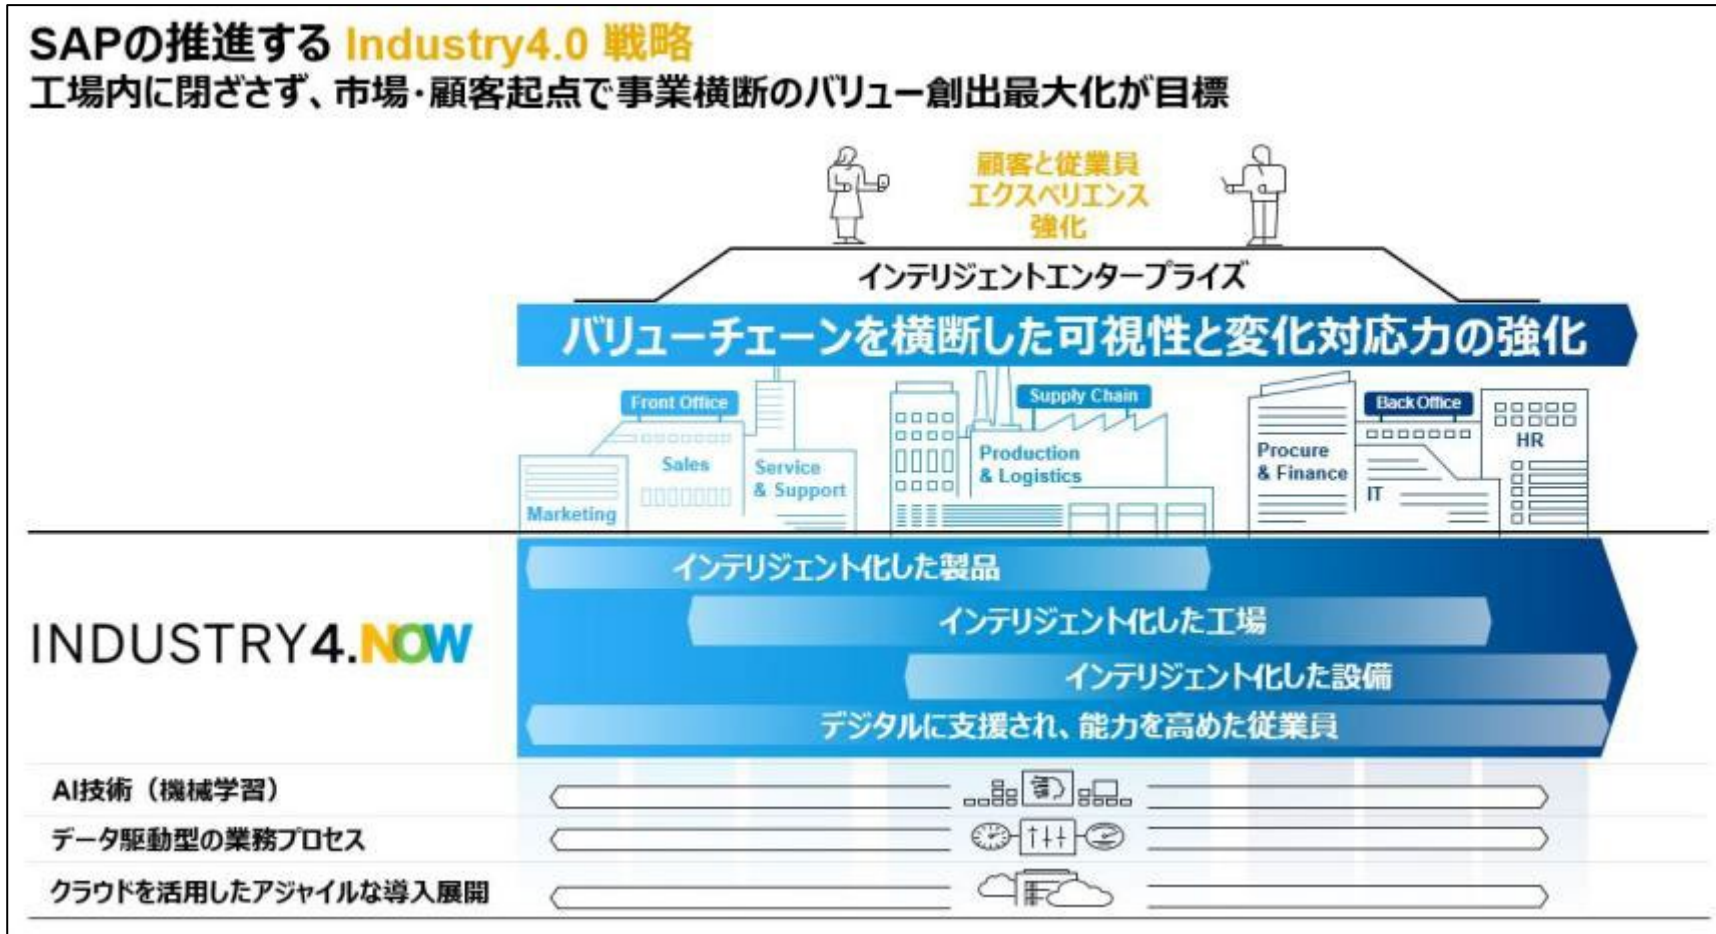 SAPの推進する Industry4.0 戦略
工場内に閉ざさず、市場・顧客起点で事業横断のバリュー創出最大化が目標
顧客と従業員
エクスペリエンス
強化
インテリジェントエンタープライズ
バリューチェーンを横断した可視性と変化対応力の強化
Front Office
Supply Chain
Back Office
Marketing
Sales
Service
& Support
Production
& Logistics
Procure
& Finance
IT
HR
インテリジェント化した製品
インテリジェント化した工場
INDUSTRY4.NOW
インテリジェント化した設備
デジタルに支援され、能力を高めた従業員
AI技術（機械学習）
データ駆動型の業務プロセス
クラウドを活用したアジャイルな導入展開